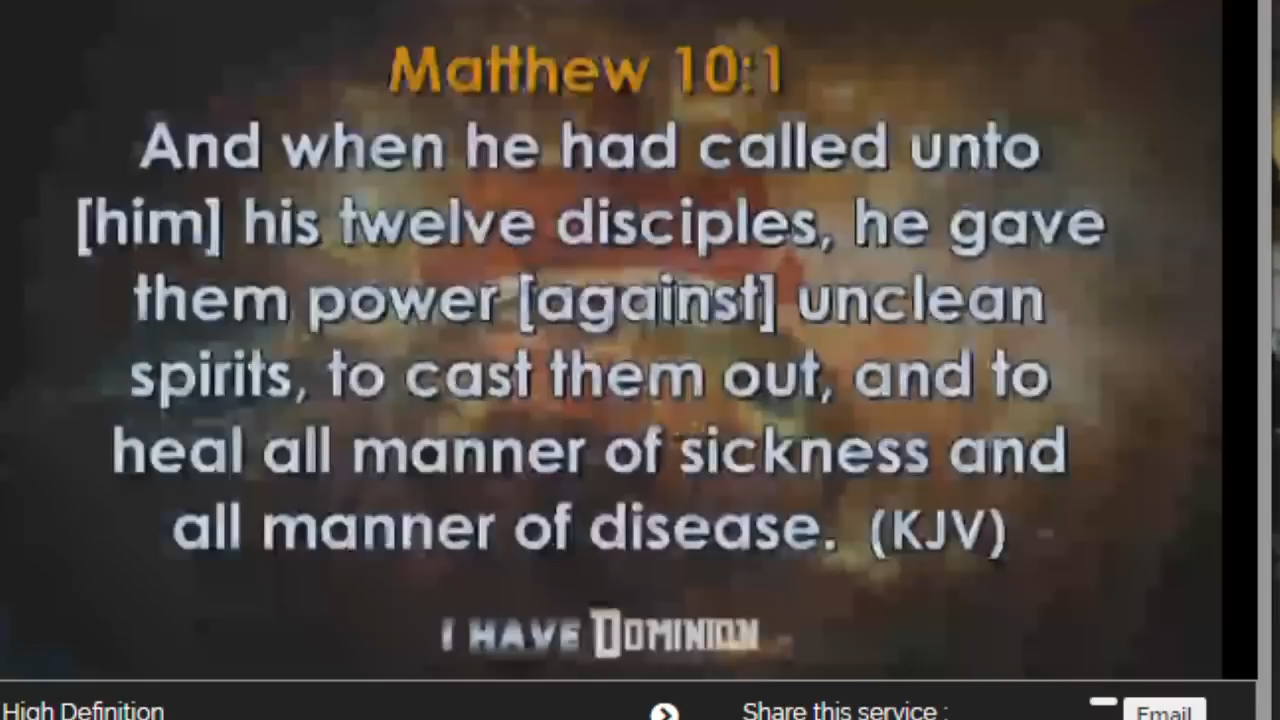 Matthew 10:1
And when he had called unto
[him] his twelve disciples, he gave
them power [against] unclean
spirits, to cast them out, and to
heal all manner of sickness and
all manner of disease. (KJV)
I HAVE DOMINION
High Definition
Share this service :
Email